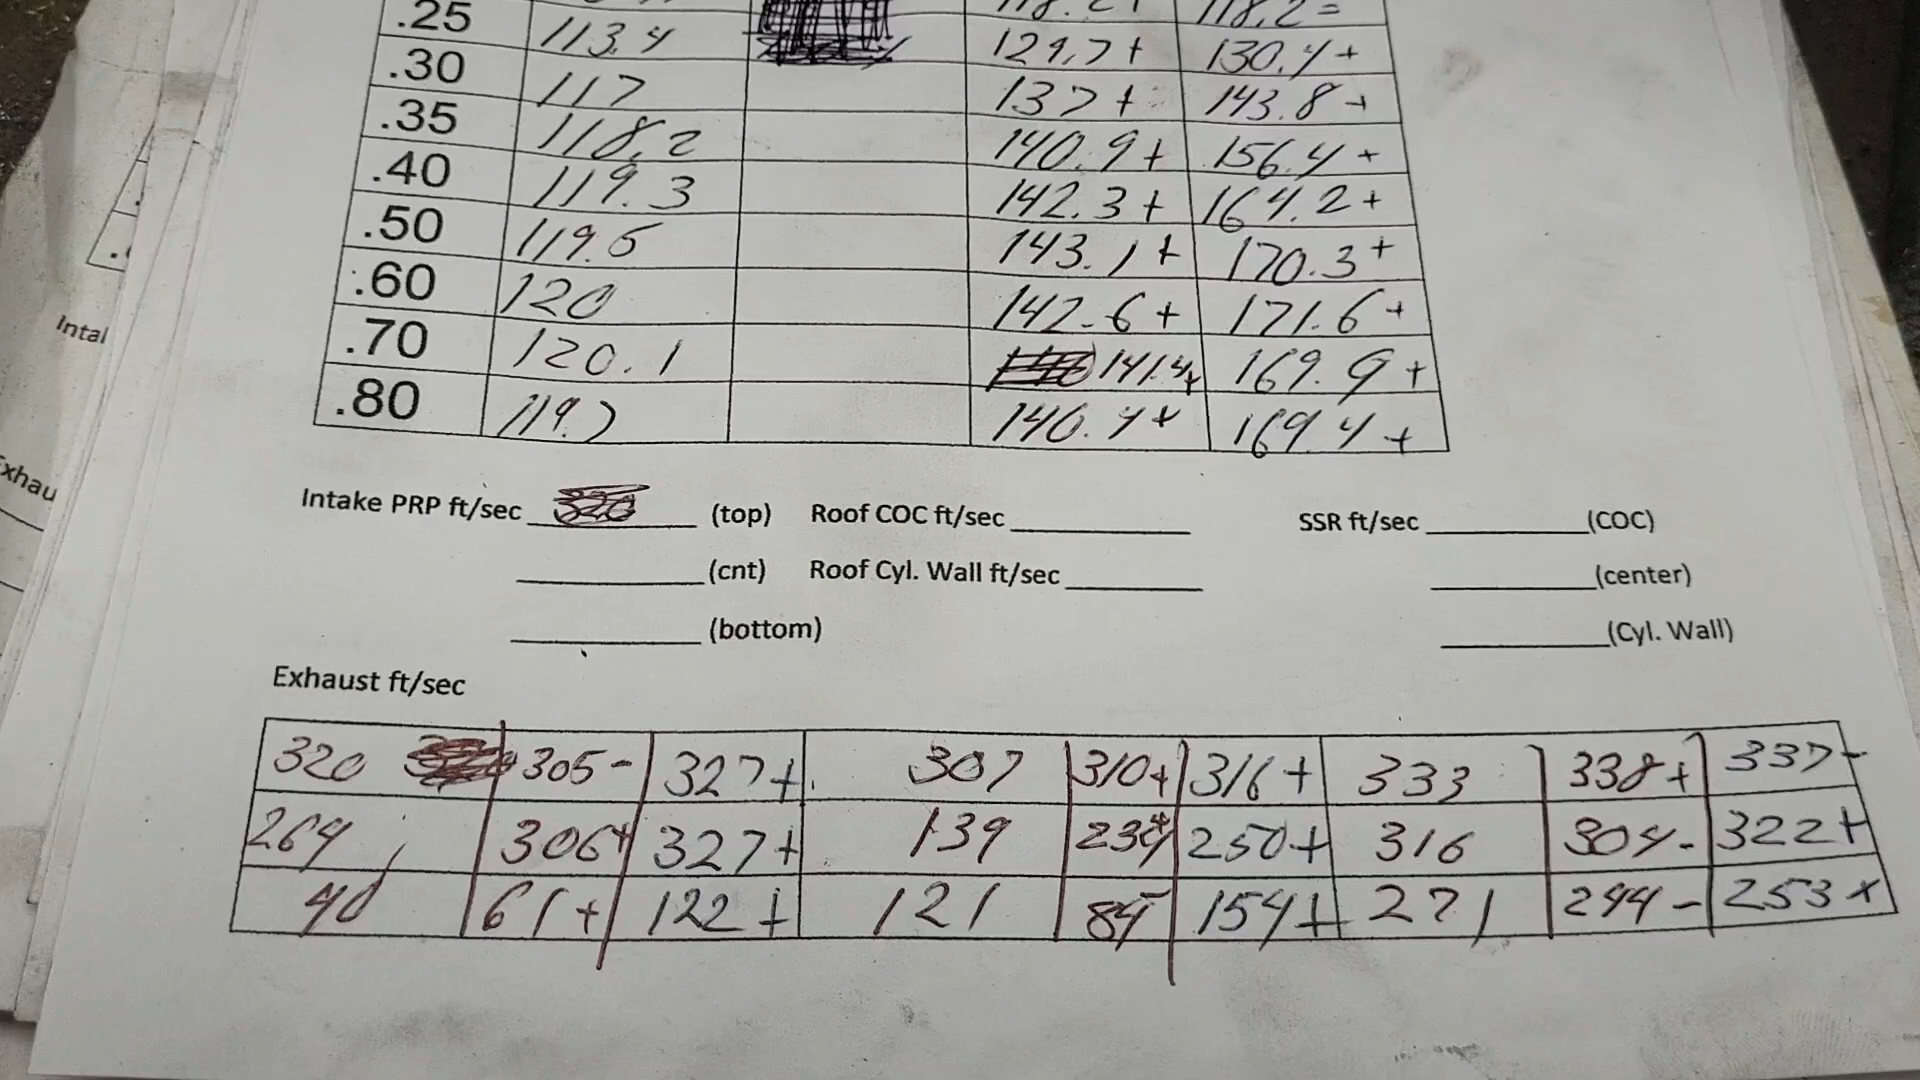 .25 113.4 118.2+ 118.2=
.30 117 129.7+ 130.4+
.35 118.2 137+ 143.8+
.40 119.3 140.9+ 156.4+
.50 119.5 142.3+ 164.2+
.60 120 143.1+ 170.3+
.70 120.1 142.6+ 171.6+
.80 119.7 141.4+ 169.9+
140.4+ 169.4+
Intake PRP ft/sec (top) Roof COC ft/sec SSR ft/sec (COC)
(cnt) Roof Cyl. Wall ft/sec (center)
(bottom) (Cyl. Wall)
Exhaust ft/sec
320 305- 327+ 307 310+ 316+ 333 338+ 337-
264 306+ 327+ 139 234+ 250+ 316 304- 322+
40 61+ 122+ 121 84- 154+ 271 244- 253+
Intal
xhau